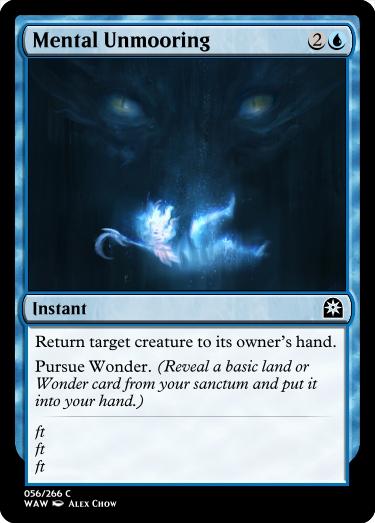 Mental Unmooring 2
Instant
Return target creature to its owner's hand.
Pursue Wonder. (Reveal a basic land or
Wonder card from your sanctum and put it
into your hand.)
ft
ft
ft
056/266 C
WAW Alex Chow